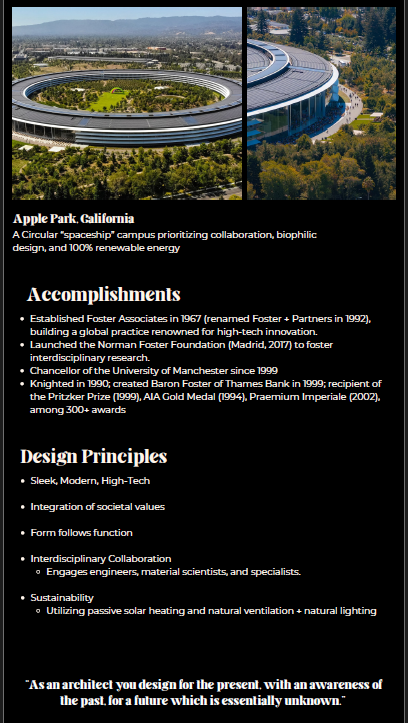 Apple Park, California
A Circular "spaceship" campus prioritizing collaboration, biophilic
design, and 100% renewable energy
Accomplishments
• Established Foster Associates in 1967 (renamed Foster + Partners in 1992),
building a global practice renowned for high-tech innovation.
• Launched the Norman Foster Foundation (Madrid, 2017) to foster
interdisciplinary research.
• Chancellor of the University of Manchester since 1999
• Knighted in 1990; created Baron Foster of Thames Bank in 1999; recipient of
the Pritzker Prize (1999), AIA Gold Medal (1994), Praemium Imperiale (2002),
among 300+ awards
Design Principles
• Sleek, Modern, High-Tech
• Integration of societal values
• Form follows function
• Interdisciplinary Collaboration
◦ Engages engineers, material scientists, and specialists.
• Sustainability
◦ Utilizing passive solar heating and natural ventilation + natural lighting
"As an architect you design for the present, with an awareness of
the past, for a future which is essentially unknown."